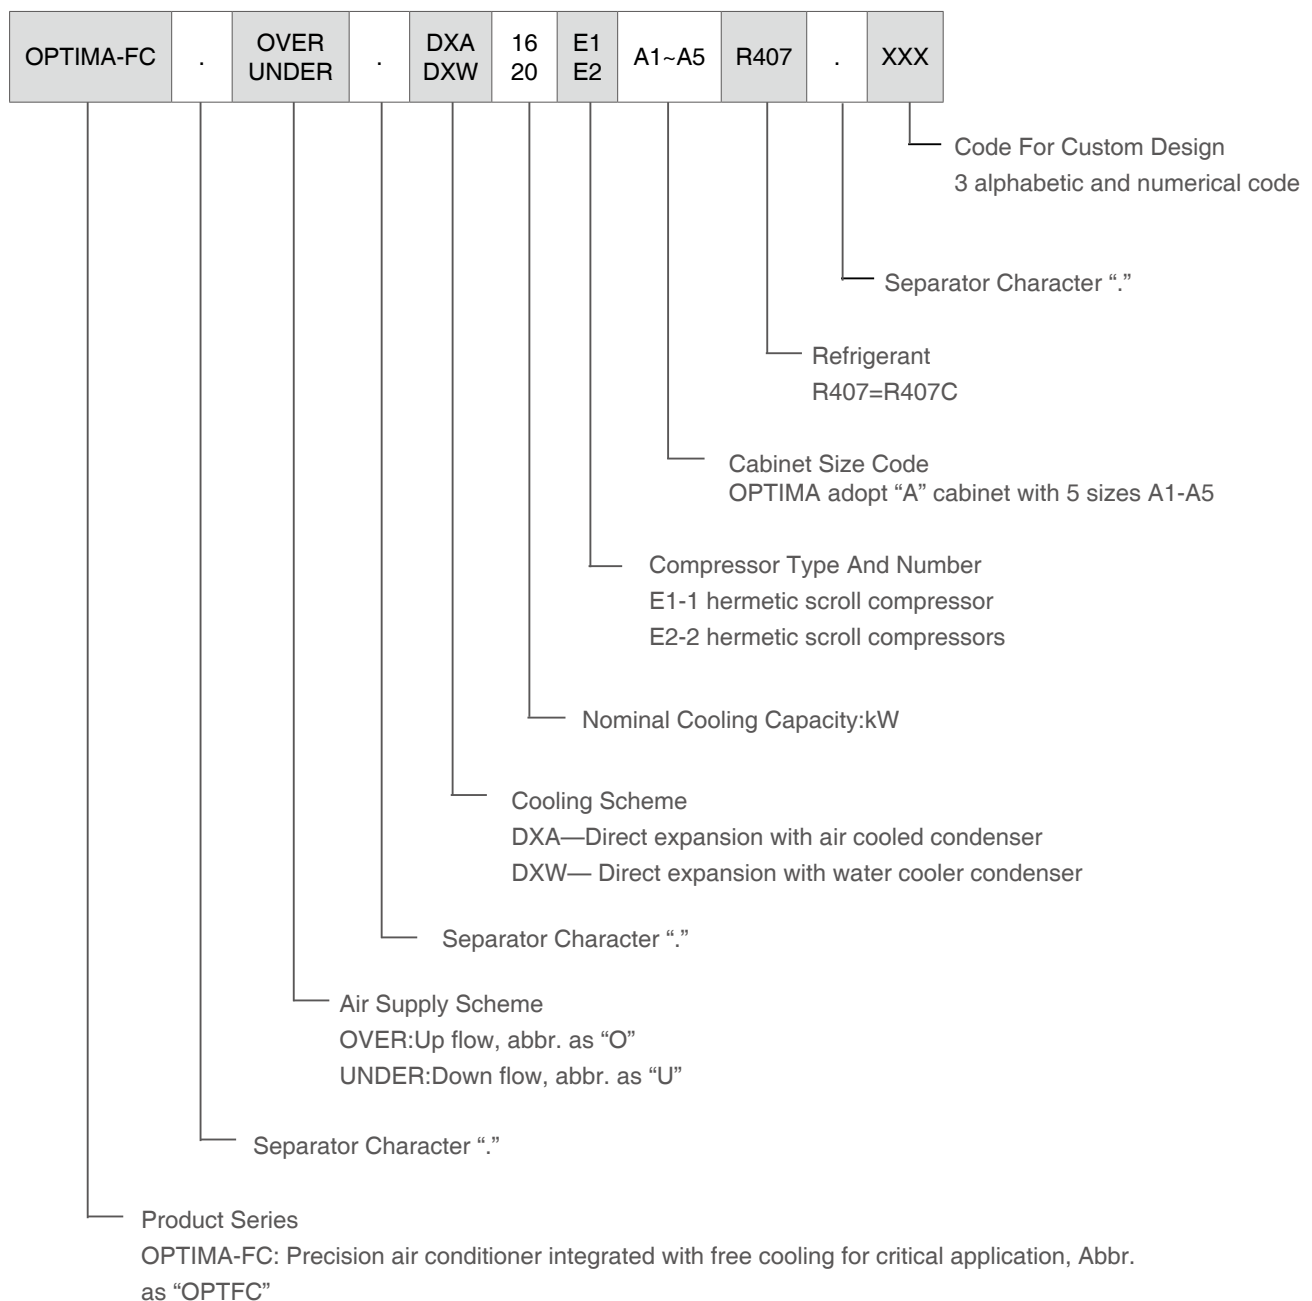 OPTIMA-FC . OVER UNDER . DXA DXW 16 20 E1 E2 A1~A5 R407 . XXX
Code For Custom Design
3 alphabetic and numerical code
Separator Character “.”
Refrigerant
R407=R407C
Cabinet Size Code
OPTIMA adopt “A” cabinet with 5 sizes A1-A5
Compressor Type And Number
E1-1 hermetic scroll compressor
E2-2 hermetic scroll compressors
Nominal Cooling Capacity:kW
Cooling Scheme
DXA—Direct expansion with air cooled condenser
DXW— Direct expansion with water cooler condenser
Separator Character “.”
Air Supply Scheme
OVER:Up flow, abbr. as “O”
UNDER:Down flow, abbr. as “U”
Separator Character “.”
Product Series
OPTIMA-FC: Precision air conditioner integrated with free cooling for critical application, Abbr.
as “OPTFC”